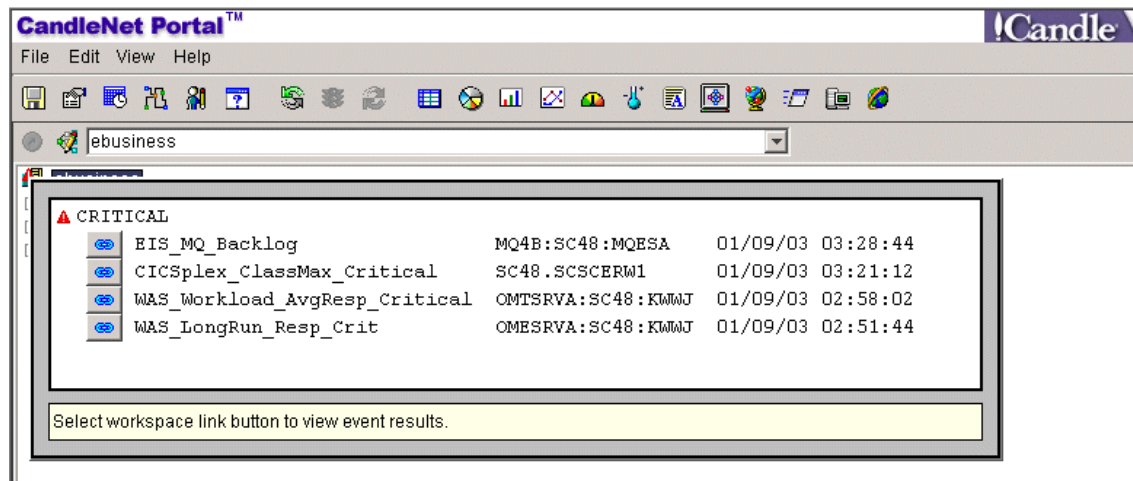 CandleNet Portal™
!Candle
File Edit View Help
ebusiness
CRITICAL
EIS_MQ_Backlog MQ4B:SC48:MQESA 01/09/03 03:28:44
CICSplex_ClassMax_Critical SC48.SCSCERW1 01/09/03 03:21:12
WAS_Workload_AvgResp_Critical OMTSRVA:SC48:KWWJ 01/09/03 02:58:02
WAS_LongRun_Resp_Crit OMESRVA:SC48:KWWJ 01/09/03 02:51:44
Select workspace link button to view event results.